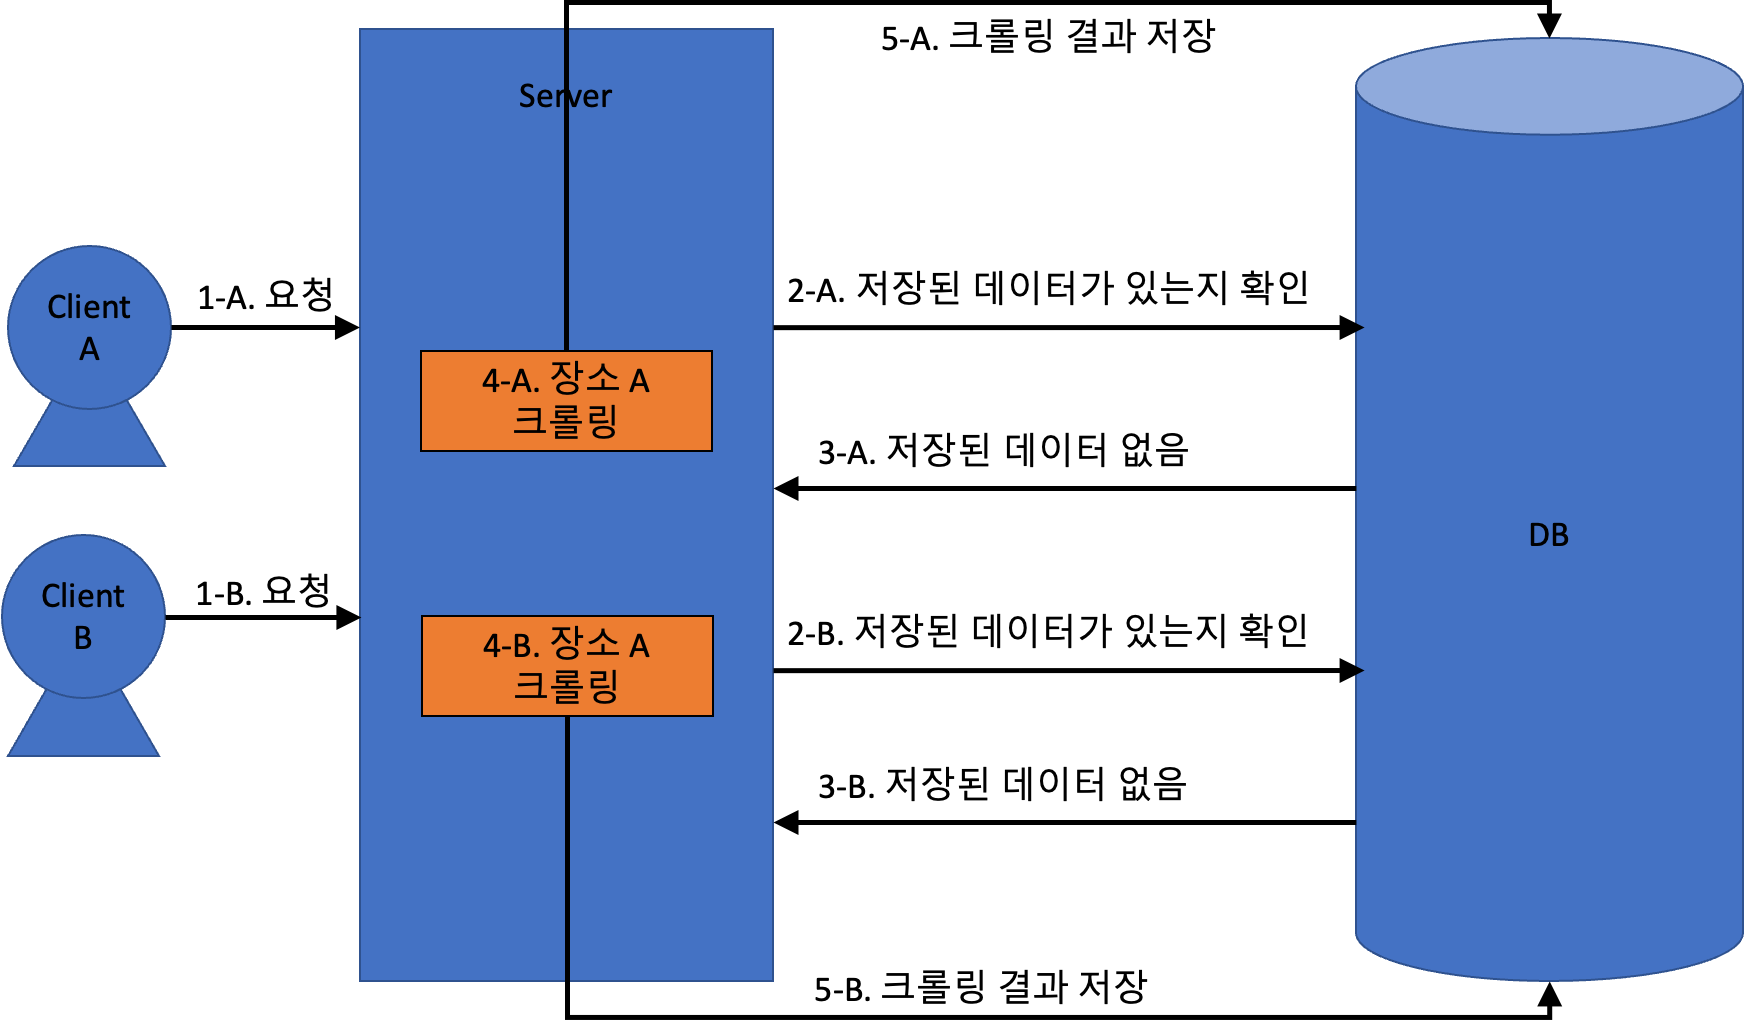 5-A. 크롤링 결과 저장
Server
Client
A
1-A. 요청
2-A. 저장된 데이터가 있는지 확인
4-A. 장소 A
크롤링
3-A. 저장된 데이터 없음
DB
Client
B
1-B. 요청
2-B. 저장된 데이터가 있는지 확인
4-B. 장소 A
크롤링
3-B. 저장된 데이터 없음
5-B. 크롤링 결과 저장